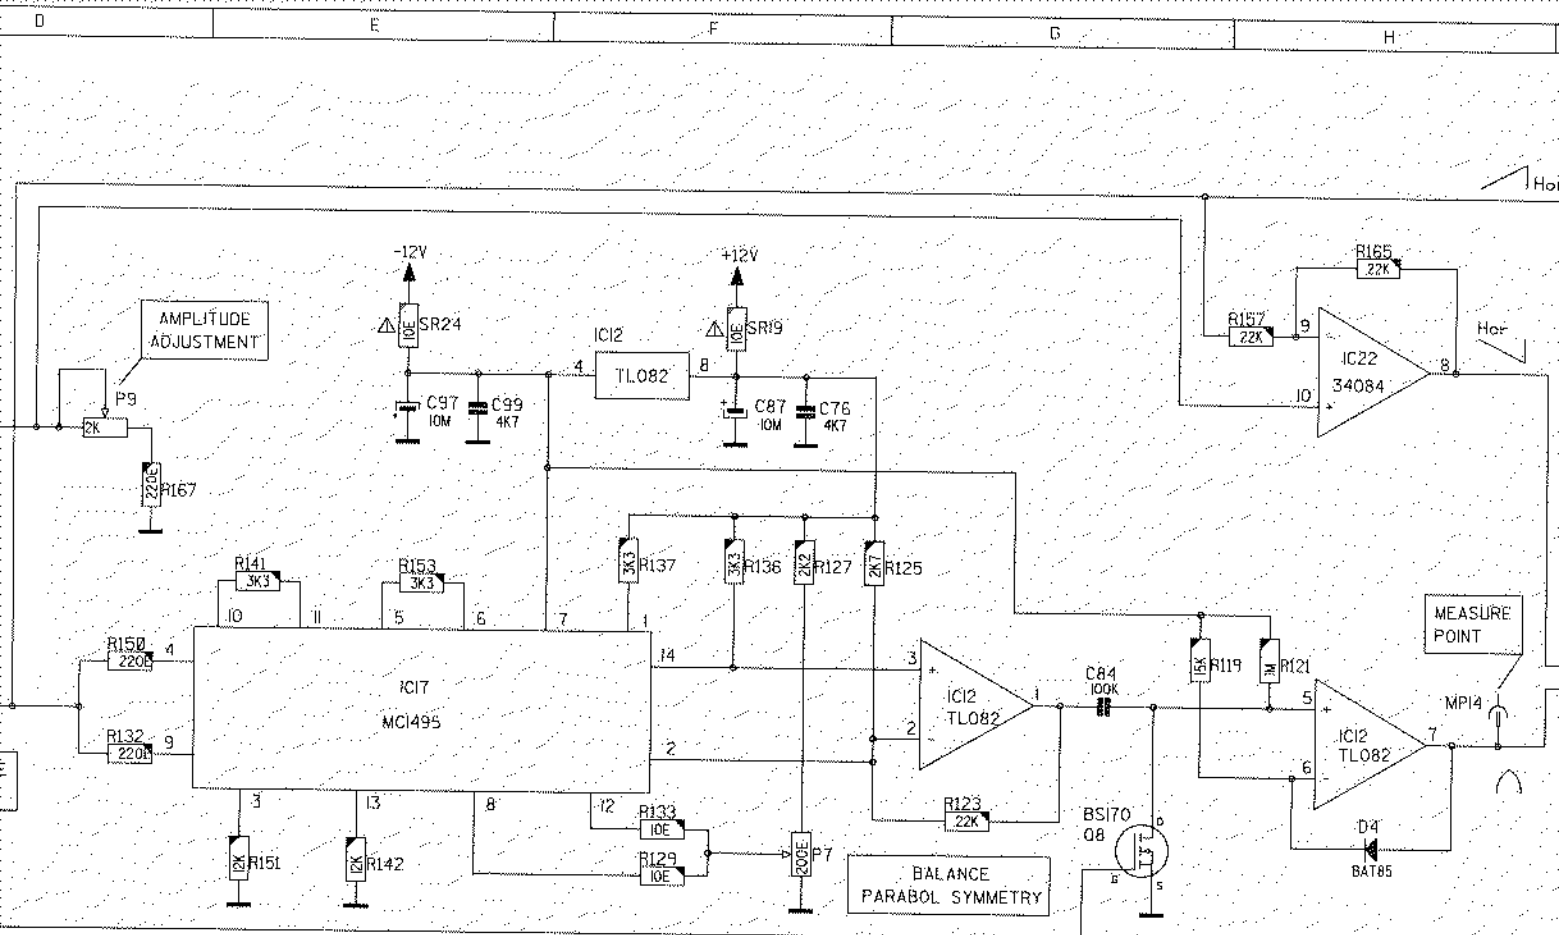 D E F G H
Hor
-12V
+12V
R165
22K
AMPLITUDE
ADJUSTMENT
10E SR24
10E SR19
R157
22K
9
Hor
IC12
4 TL082 8
IC22
34084
8
10
P9
2K
C97
10M
C99
4K7
+
C87
10M
C76
4K7
+
220E R167
3K3 R137
3K3 R136
2K2 R127
2K7 R125
R141
3K3
R153
3K3
10 11 5 6 7 1
MEASURE
POINT
R150
220E
4
14
3
+
15K R119
1M R121
IC17
MC1495
IC12
TL082
1
C84
100K
5
+
MP14
R132
220E
9
2
2
-
IC12
TL082
7
6
-
3 13 8 12
R133
10E
R123
22K
BS170
Q8
D
D4
BAT85
12K R151
12K R142
R129
10E
200E P7
G
S
BALANCE
PARABOL SYMMETRY